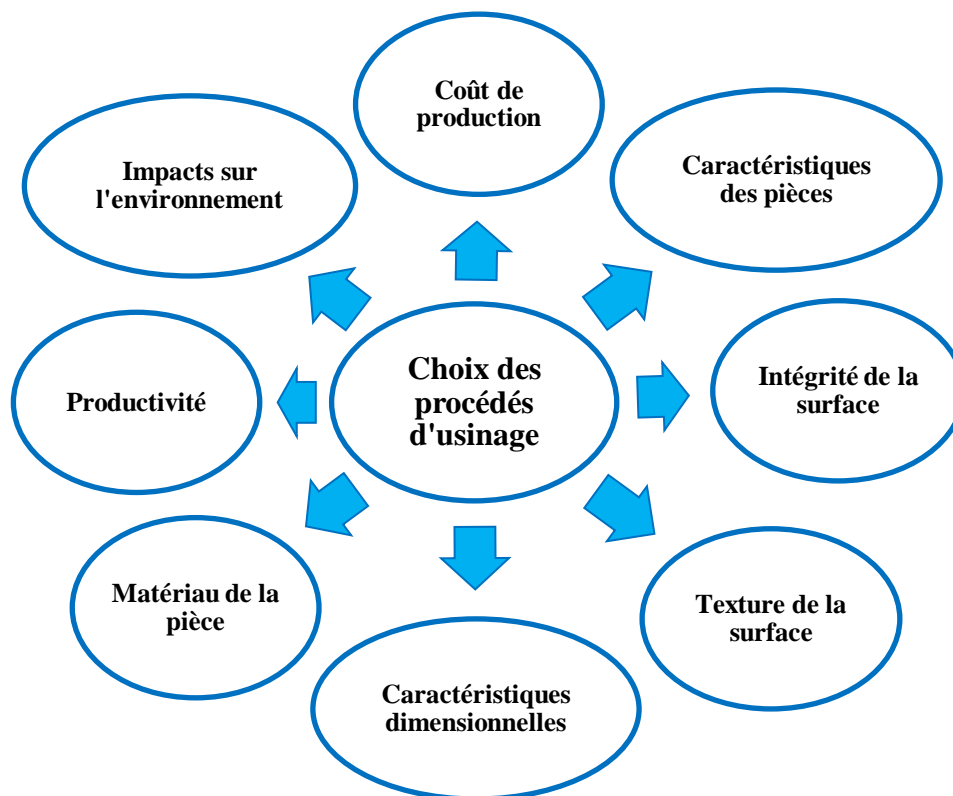 Coût de
production
Impacts sur
l'environnement
Caractéristiques
des pièces
Choix des
procédés
d'usinage
Productivité
Intégrité de la
surface
Matériau de la
pièce
Texture de la
surface
Caractéristiques
dimensionnelles